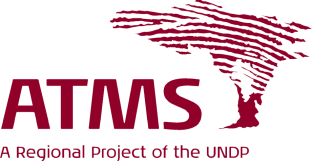 ATMS
A Regional Project of the UNDP